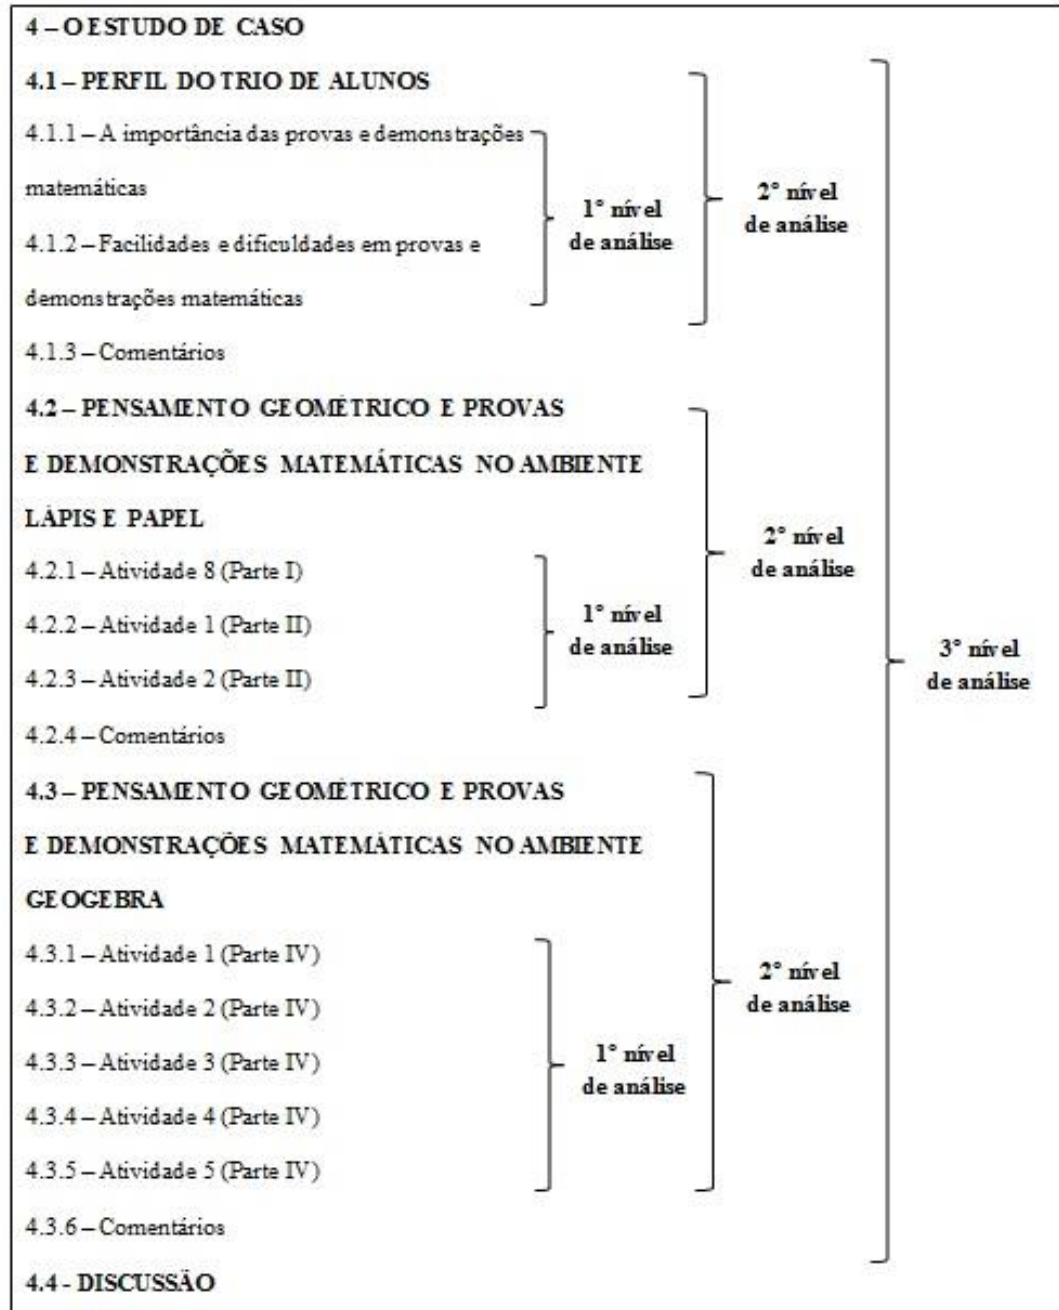 4 – O ESTUDO DE CASO
4.1 – PERFIL DO TRIO DE ALUNOS
4.1.1 – A importância das provas e demonstrações
matemáticas
4.1.2 – Facilidades e dificuldades em provas e
demonstrações matemáticas
1° nível
de análise
2° nível
de análise
4.1.3 – Comentários
4.2 – PENSAMENTO GEOMÉTRICO E PROVAS
E DEMONSTRAÇÕES MATEMÁTICAS NO AMBIENTE
LÁPIS E PAPEL
4.2.1 – Atividade 8 (Parte I)
4.2.2 – Atividade 1 (Parte II)
4.2.3 – Atividade 2 (Parte II)
1° nível
de análise
2° nível
de análise
4.2.4 – Comentários
4.3 – PENSAMENTO GEOMÉTRICO E PROVAS
E DEMONSTRAÇÕES MATEMÁTICAS NO AMBIENTE
GEOGEBRA
4.3.1 – Atividade 1 (Parte IV)
4.3.2 – Atividade 2 (Parte IV)
4.3.3 – Atividade 3 (Parte IV)
4.3.4 – Atividade 4 (Parte IV)
4.3.5 – Atividade 5 (Parte IV)
1° nível
de análise
2° nível
de análise
4.3.6 – Comentários
3° nível
de análise
4.4 - DISCUSSÃO